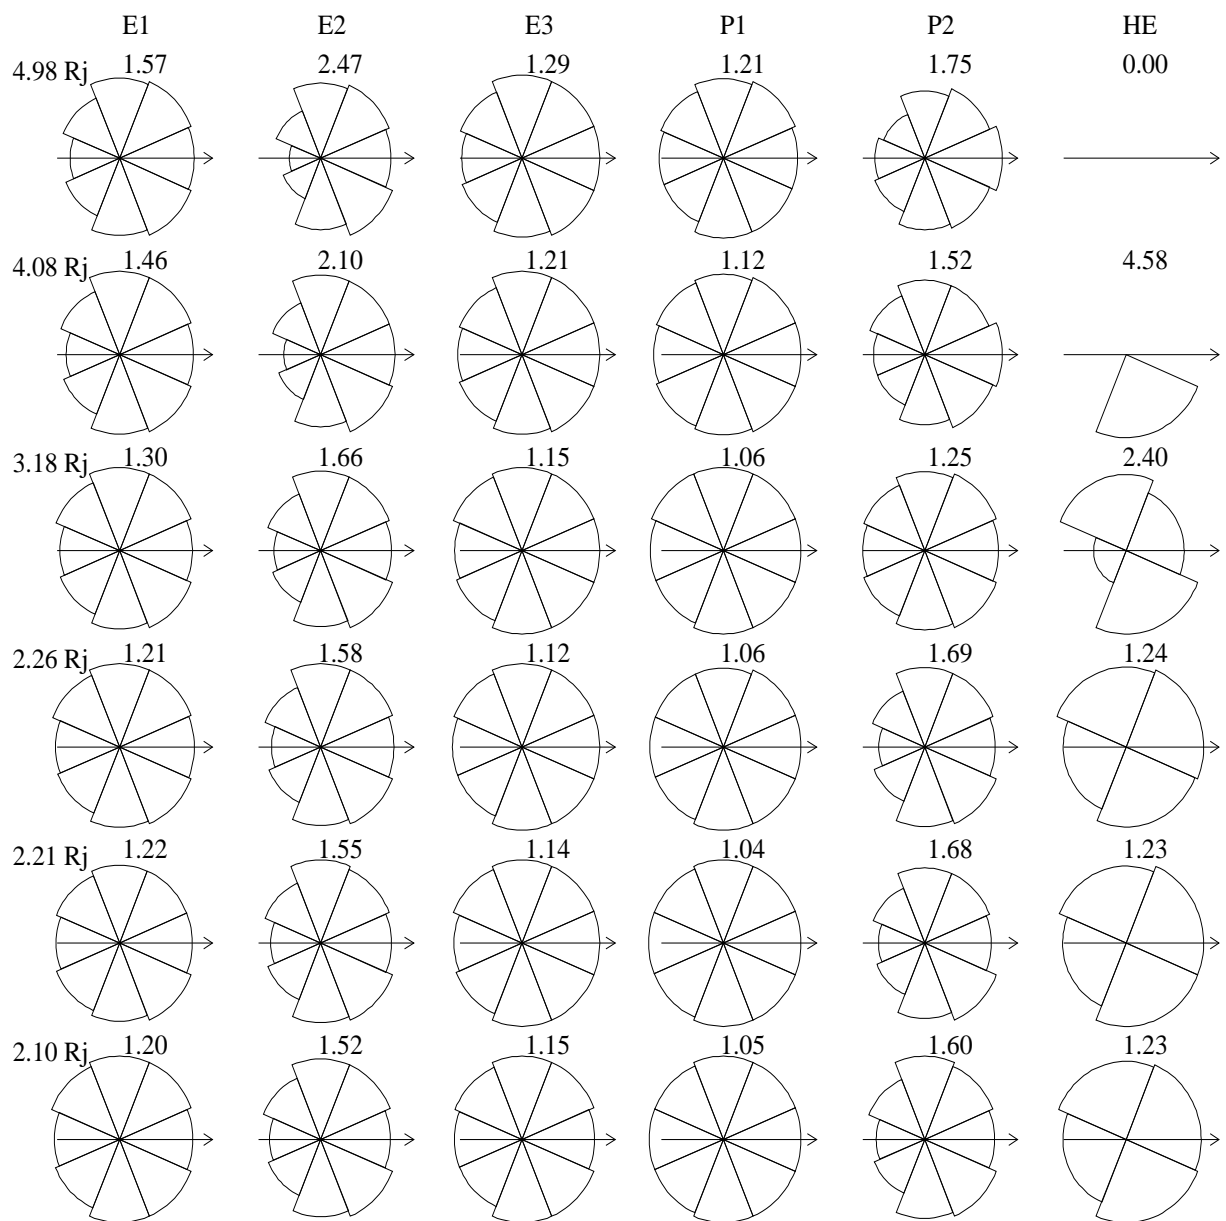 E1 E2 E3 P1 P2 HE
4.98 Rj 1.57 2.47 1.29 1.21 1.75 0.00
4.08 Rj 1.46 2.10 1.21 1.12 1.52 4.58
3.18 Rj 1.30 1.66 1.15 1.06 1.25 2.40
2.26 Rj 1.21 1.58 1.12 1.06 1.69 1.24
2.21 Rj 1.22 1.55 1.14 1.04 1.68 1.23
2.10 Rj 1.20 1.52 1.15 1.05 1.60 1.23